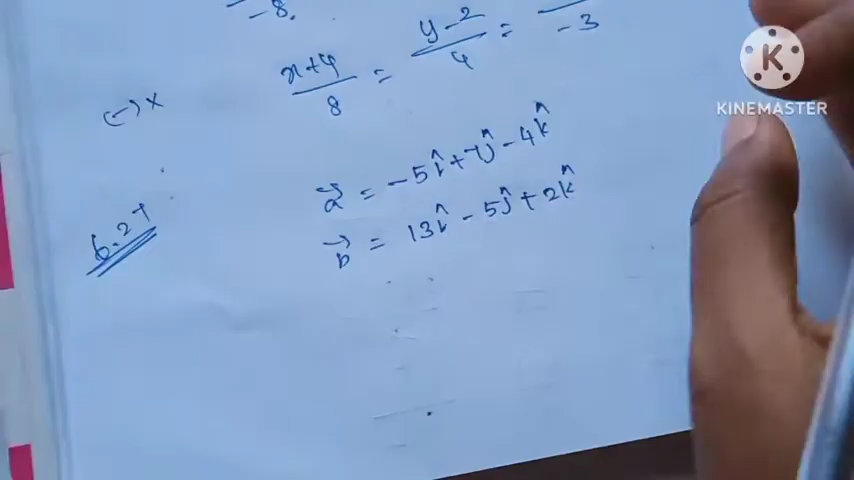 -8.
x+4/8 = y-2/4 = /-3
(-) x
6.27
a⃗ = -5î+7ĵ-4k̂
b⃗ = 13î-5ĵ+2k̂
K
KINEMASTER